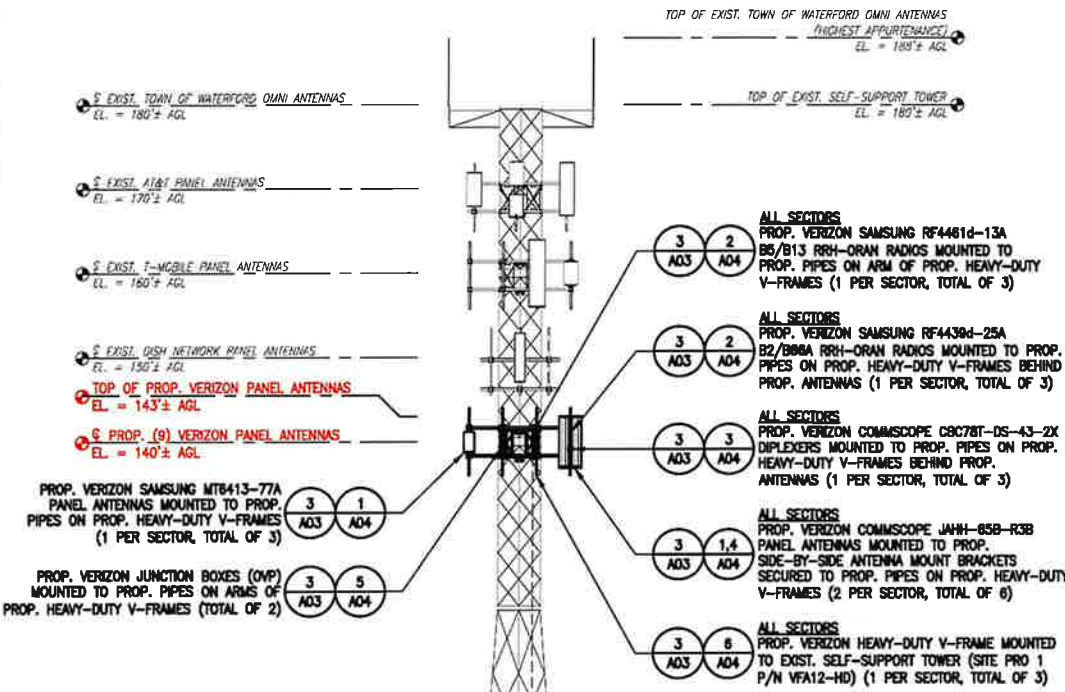 TOP OF EXIST. TOWN OF WATERFORD OMNI ANTENNAS
(HIGHEST APPURTENANCE)
EL. = 188'± AGL
℄ EXIST. TOWN OF WATERFORD OMNI ANTENNAS
EL. = 180'± AGL
TOP OF EXIST. SELF-SUPPORT TOWER
EL. = 180'± AGL
℄ EXIST. AT&T PANEL ANTENNAS
EL. = 170'± AGL
℄ EXIST. T-MOBILE PANEL ANTENNAS
EL. = 160'± AGL
℄ EXIST. DISH NETWORK PANEL ANTENNAS
EL. = 150'± AGL
TOP OF PROP. VERIZON PANEL ANTENNAS
EL. = 143'± AGL
℄ PROP. (9) VERIZON PANEL ANTENNAS
EL. = 140'± AGL
PROP. VERIZON SAMSUNG MT6413-77A
PANEL ANTENNAS MOUNTED TO PROP.
PIPES ON PROP. HEAVY-DUTY V-FRAMES
(1 PER SECTOR, TOTAL OF 3)
3 1
A03 A04
PROP. VERIZON JUNCTION BOXES (OVP)
MOUNTED TO PROP. PIPES ON ARMS OF
PROP. HEAVY-DUTY V-FRAMES (TOTAL OF 2)
3 5
A03 A04
3 2
A03 A04
ALL SECTORS
PROP. VERIZON SAMSUNG RF4461d-13A
B5/B13 RRH-ORAN RADIOS MOUNTED TO
PROP. PIPES ON ARM OF PROP. HEAVY-DUTY
V-FRAMES (1 PER SECTOR, TOTAL OF 3)
3 2
A03 A04
ALL SECTORS
PROP. VERIZON SAMSUNG RF4439d-25A
B2/B66A RRH-ORAN RADIOS MOUNTED TO PROP.
PIPES ON PROP. HEAVY-DUTY V-FRAMES BEHIND
PROP. ANTENNAS (1 PER SECTOR, TOTAL OF 3)
3 3
A03 A04
ALL SECTORS
PROP. VERIZON COMMSCOPE CBC78T-DS-43-2X
DIPLEXERS MOUNTED TO PROP. PIPES ON PROP.
HEAVY-DUTY V-FRAMES BEHIND PROP.
ANTENNAS (1 PER SECTOR, TOTAL OF 3)
3 1,4
A03 A04
ALL SECTORS
PROP. VERIZON COMMSCOPE JAHH-65B-R3B
PANEL ANTENNAS MOUNTED TO PROP.
SIDE-BY-SIDE ANTENNA MOUNT BRACKETS
SECURED TO PROP. PIPES ON PROP. HEAVY-DUTY
V-FRAMES (2 PER SECTOR, TOTAL OF 6)
3 6
A03 A04
ALL SECTORS
PROP. VERIZON HEAVY-DUTY V-FRAME MOUNTED
TO EXIST. SELF-SUPPORT TOWER (SITE PRO 1
P/N VFA12-HD) (1 PER SECTOR, TOTAL OF 3)